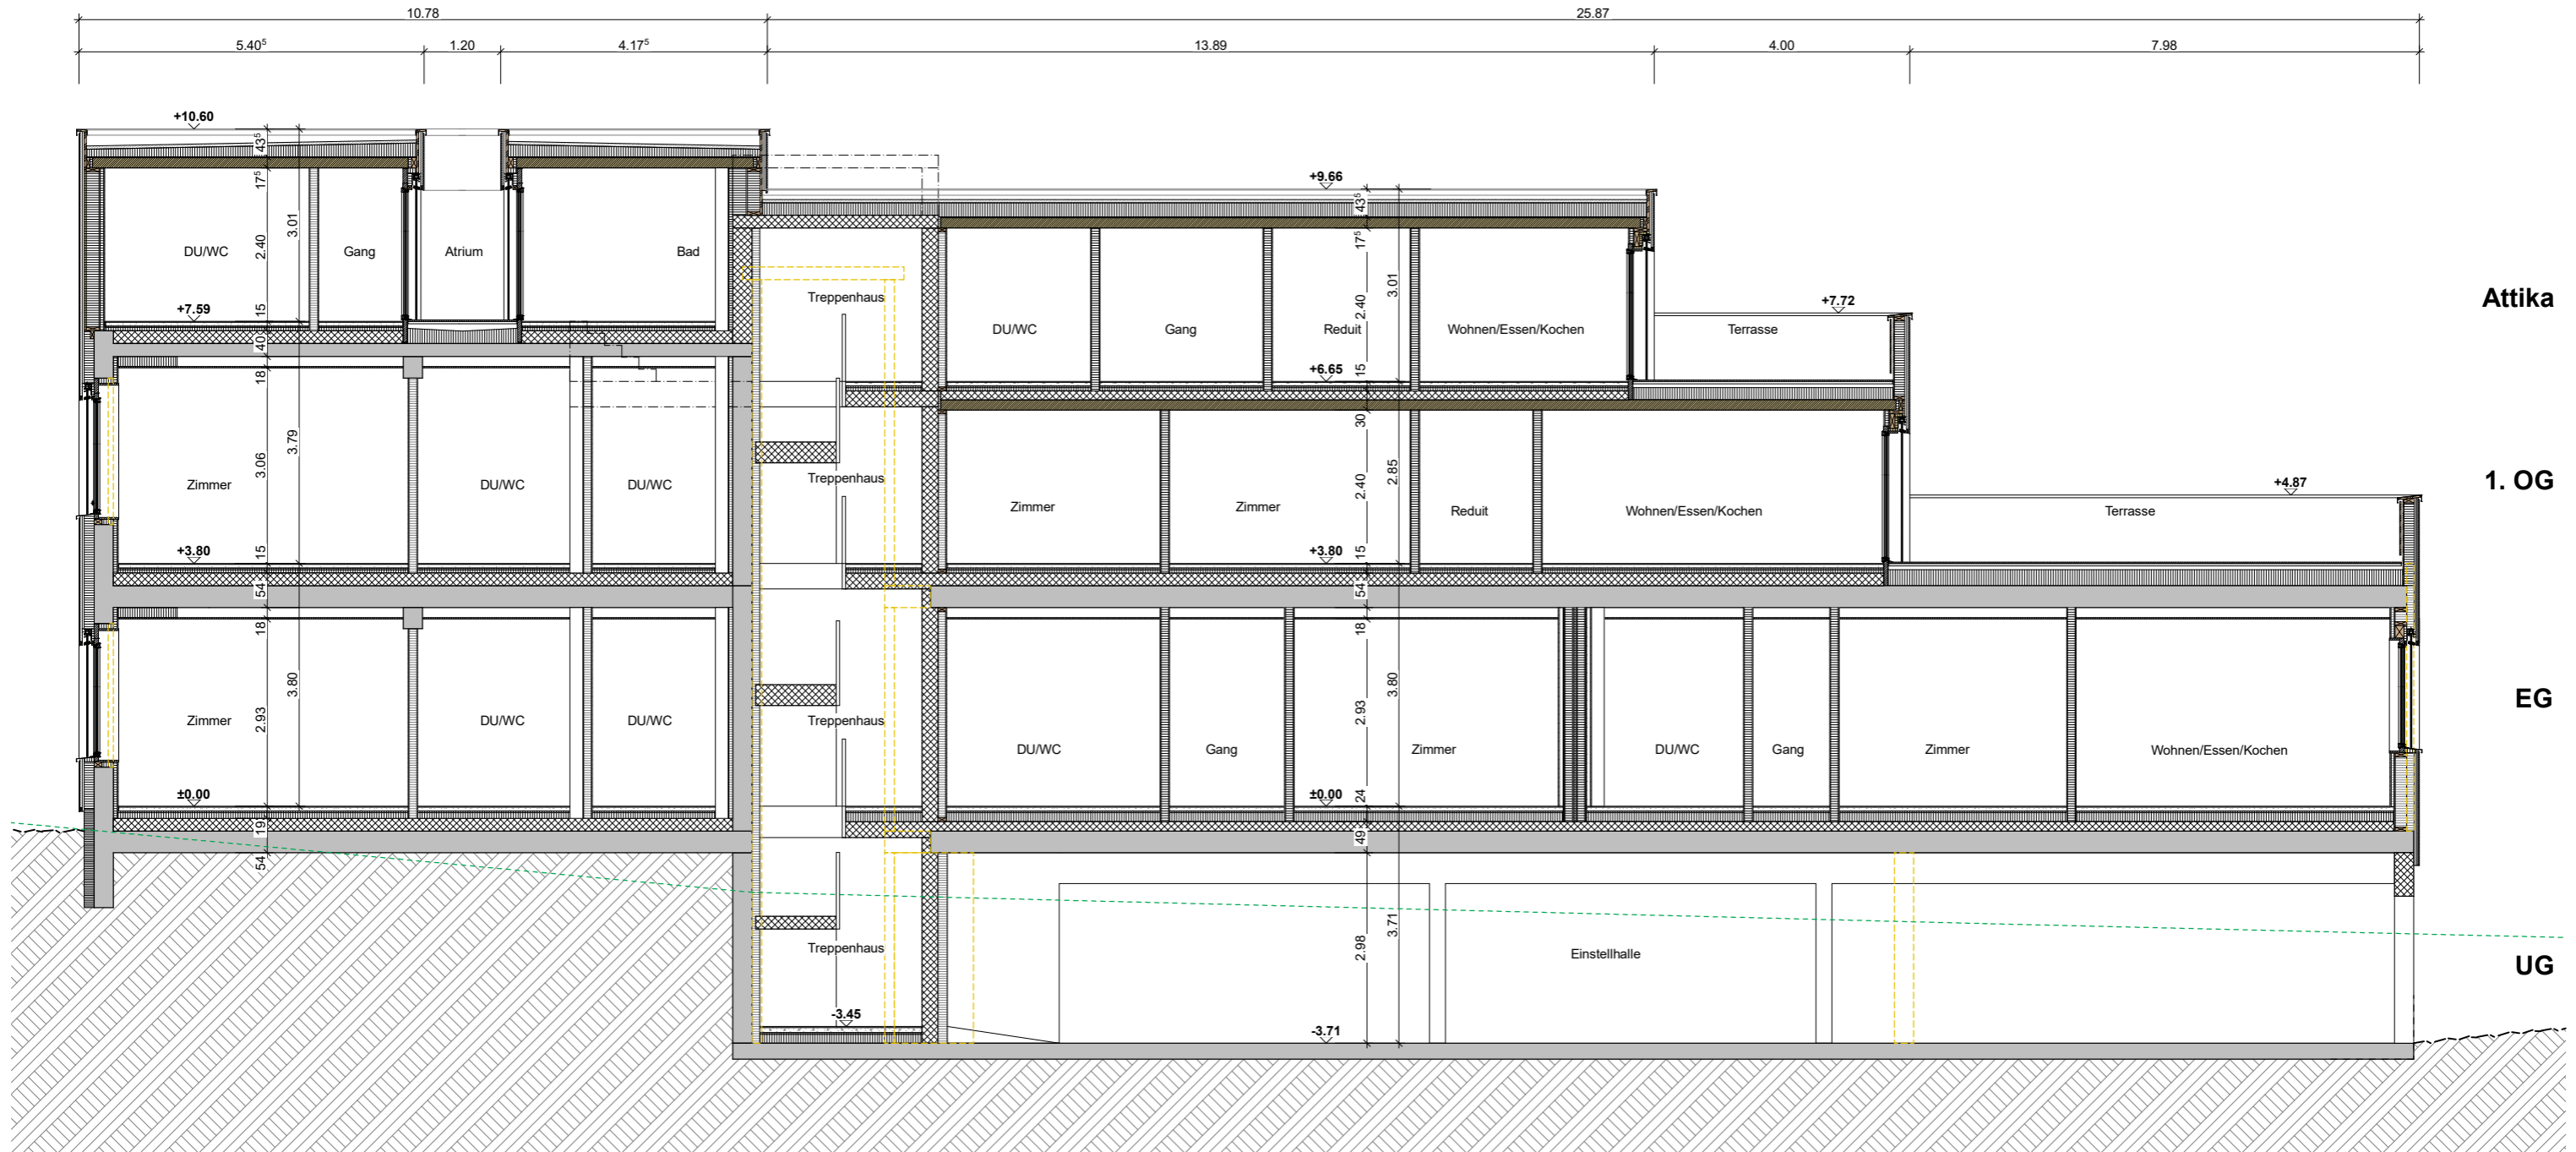 10.78 25.87
5.40⁵ 1.20 4.17⁵ 13.89 4.00 7.98
+10.60
43⁵
17⁵
3.01
2.40
DU/WC Gang Atrium Bad
+7.59
15
40
+9.66
43⁵
17⁵
3.01
2.40
Treppenhaus
DU/WC Gang Reduit Wohnen/Essen/Kochen
+6.65
15
+7.72
Terrasse
Attika
18
3.79
3.06
Zimmer DU/WC DU/WC
+3.80
15
54
Treppenhaus
30
2.85
2.40
Zimmer Zimmer Reduit Wohnen/Essen/Kochen
+3.80
15
54
+4.87
Terrasse
1. OG
18
3.80
2.93
Zimmer DU/WC DU/WC
±0.00
19
54
Treppenhaus
18
3.80
2.93
DU/WC Gang Zimmer DU/WC Gang Zimmer Wohnen/Essen/Kochen
±0.00
24
49
EG
Treppenhaus
-3.45
3.71
2.98
Einstellhalle
-3.71
UG